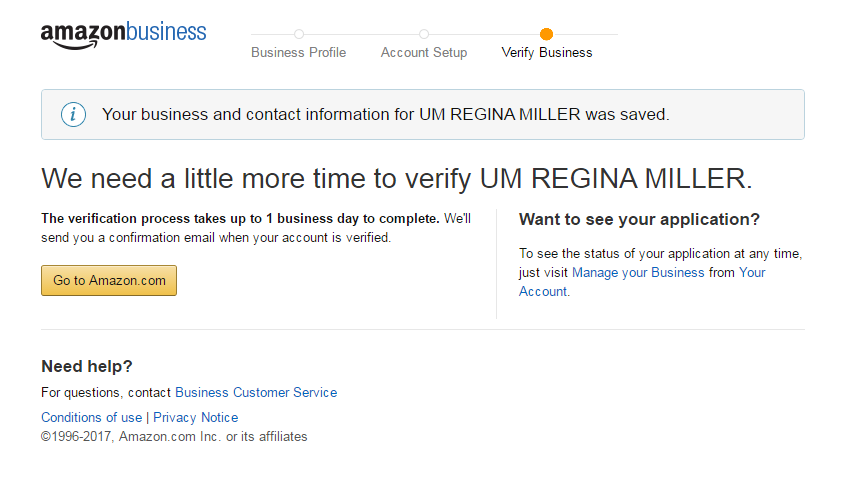 amazonbusiness
Business Profile
Account Setup
Verify Business
i Your business and contact information for UM REGINA MILLER was saved.
We need a little more time to verify UM REGINA MILLER.
The verification process takes up to 1 business day to complete. We'll
send you a confirmation email when your account is verified.
Go to Amazon.com
Want to see your application?
To see the status of your application at any time,
just visit Manage your Business from Your
Account.
Need help?
For questions, contact Business Customer Service
Conditions of use | Privacy Notice
©1996-2017, Amazon.com Inc. or its affiliates